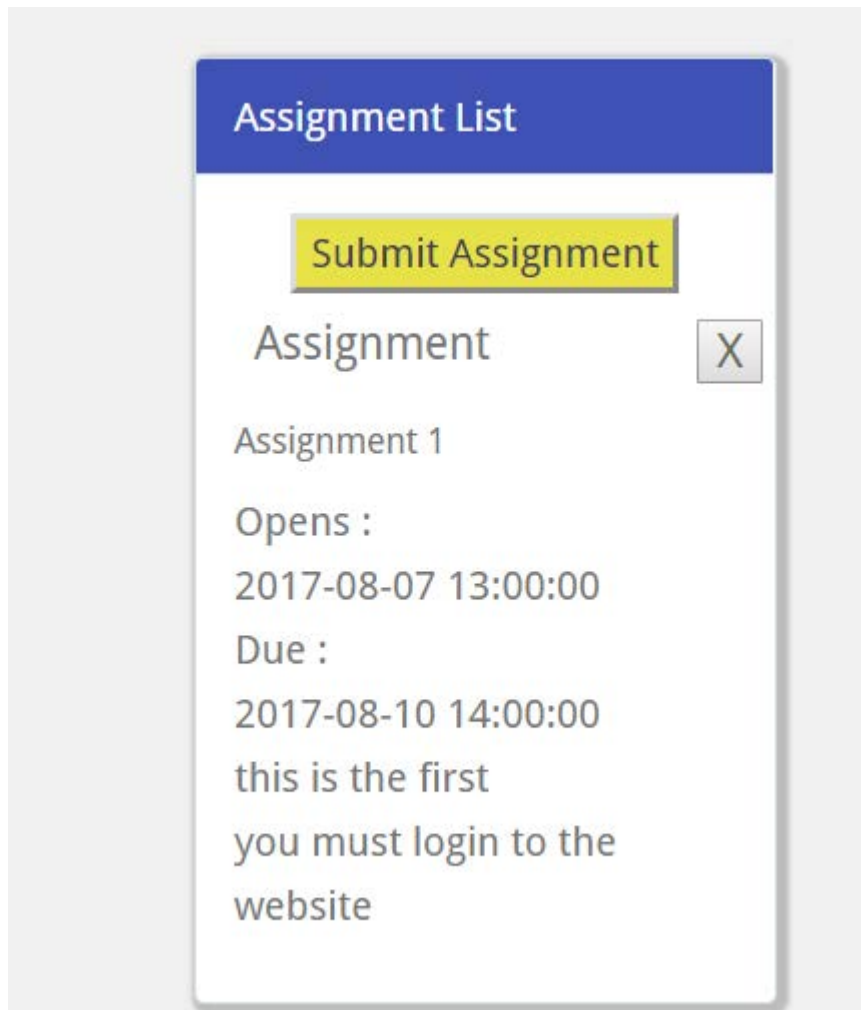 Assignment List
Submit Assignment
Assignment
X
Assignment 1
Opens :
2017-08-07 13:00:00
Due :
2017-08-10 14:00:00
this is the first
you must login to the
website